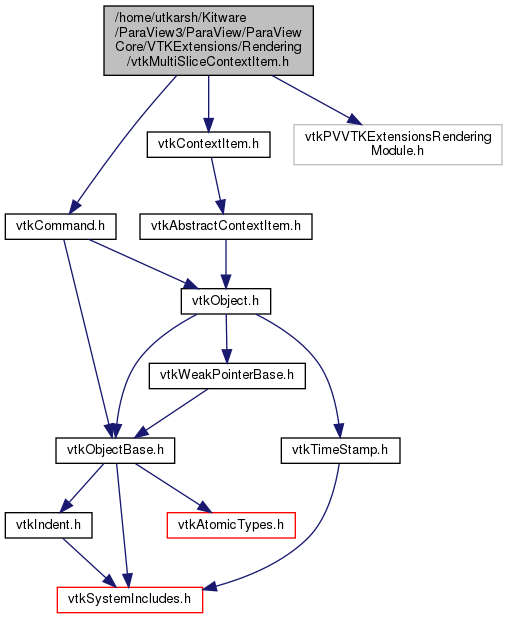 /home/utkarsh/Kitware
/ParaView3/ParaView/ParaView
Core/VTKExtensions/Rendering
/vtkMultiSliceContextItem.h
vtkContextItem.h
vtkPVVTKExtensionsRendering
Module.h
vtkCommand.h
vtkAbstractContextItem.h
vtkObject.h
vtkWeakPointerBase.h
vtkObjectBase.h
vtkTimeStamp.h
vtkIndent.h
vtkAtomicTypes.h
vtkSystemIncludes.h